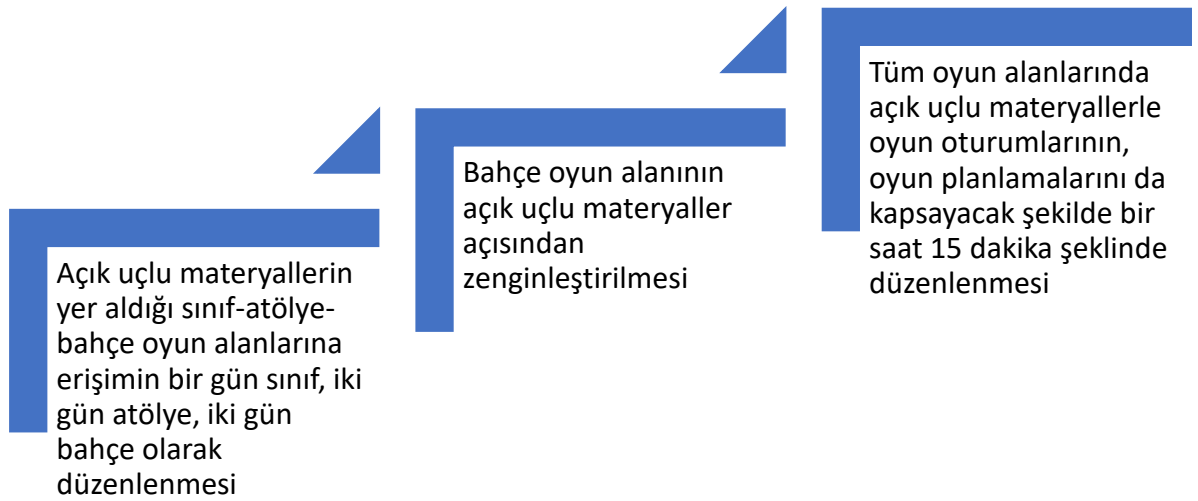 Açık uçlu materyallerin
yer aldığı sınıf-atölye-
bahçe oyun alanlarına
erişimin bir gün sınıf, iki
gün atölye, iki gün
bahçe olarak
düzenlenmesi
Bahçe oyun alanının
açık uçlu materyaller
açısından
zenginleştirilmesi
Tüm oyun alanlarında
açık uçlu materyallerle
oyun oturumlarının,
oyun planlamalarını da
kapsayacak şekilde bir
saat 15 dakika şeklinde
düzenlenmesi